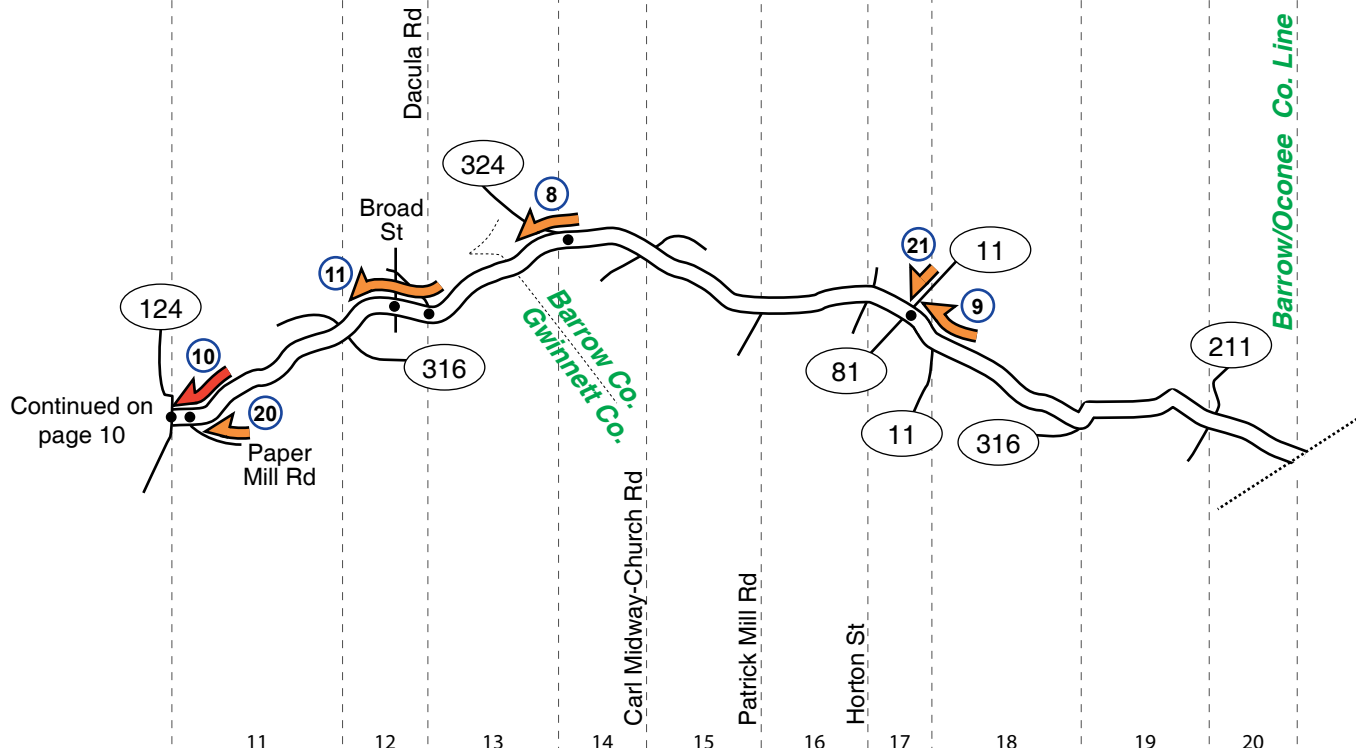 Dacula Rd
Barrow/Oconee Co. Line
324
8
Broad
St
21
11
11
9
124
Barrow Co.
Gwinnett Co.
10
316
81
211
Continued on
page 10
20
11
316
Paper
Mill Rd
Carl Midway-Church Rd
Patrick Mill Rd
Horton St
11
12
13
14
15
16
17
18
19
20